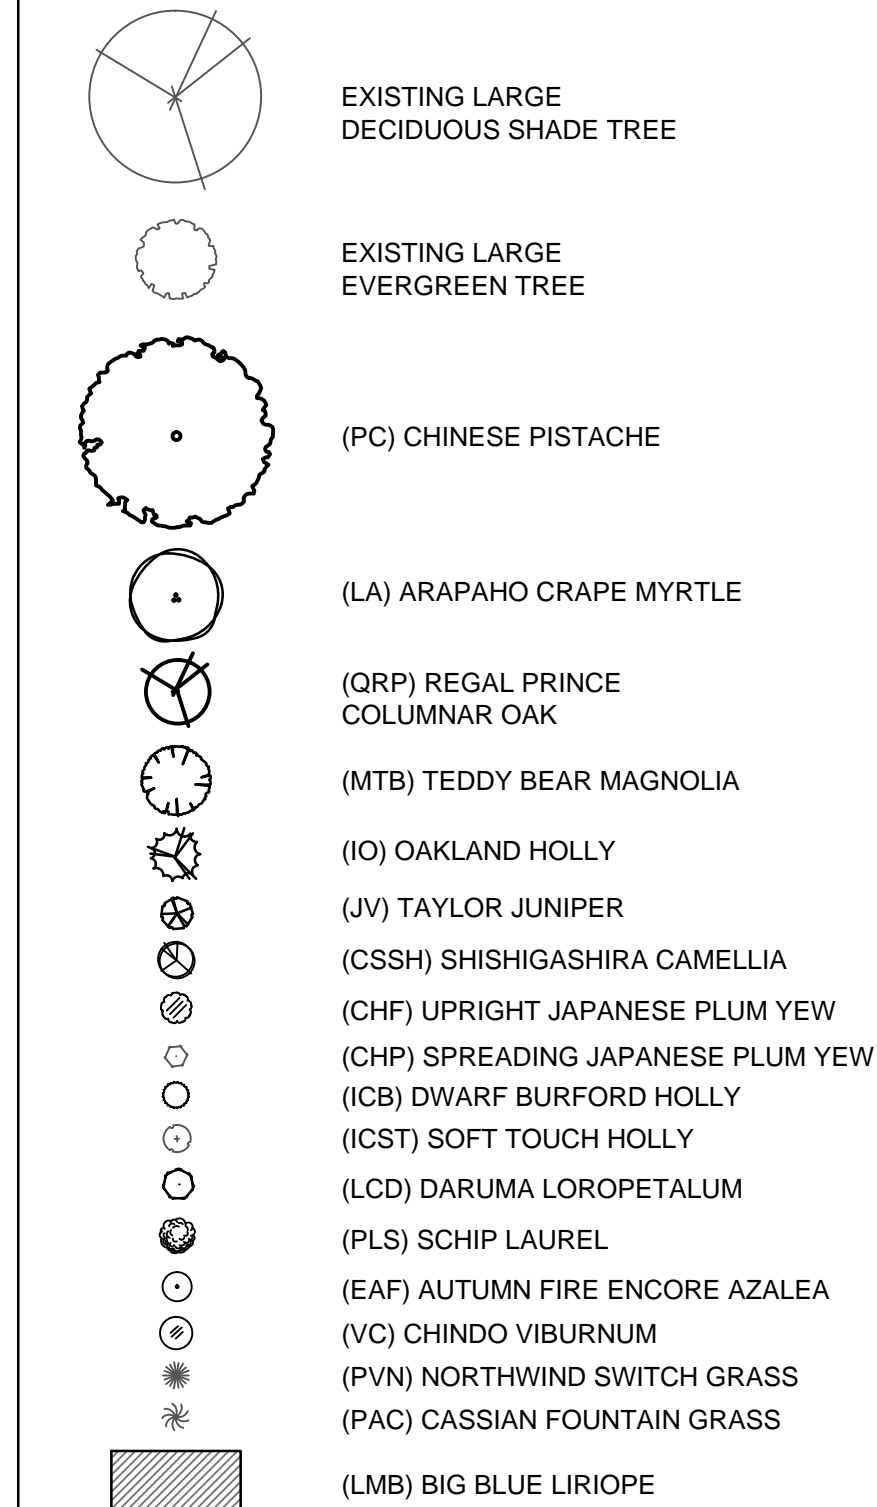 EXISTING LARGE
DECIDUOUS SHADE TREE
EXISTING LARGE
EVERGREEN TREE
(PC) CHINESE PISTACHE
(LA) ARAPAHO CRAPE MYRTLE
(QRP) REGAL PRINCE
COLUMNAR OAK
(MTB) TEDDY BEAR MAGNOLIA
(IO) OAKLAND HOLLY
(JV) TAYLOR JUNIPER
(CSSH) SHISHIGASHIRA CAMELLIA
(CHF) UPRIGHT JAPANESE PLUM YEW
(CHP) SPREADING JAPANESE PLUM YEW
(ICB) DWARF BURFORD HOLLY
(ICST) SOFT TOUCH HOLLY
(LCD) DARUMA LOROPETALUM
(PLS) SCHIP LAUREL
(EAF) AUTUMN FIRE ENCORE AZALEA
(VC) CHINDO VIBURNUM
(PVN) NORTHWIND SWITCH GRASS
(PAC) CASSIAN FOUNTAIN GRASS
(LMB) BIG BLUE LIRIOPE